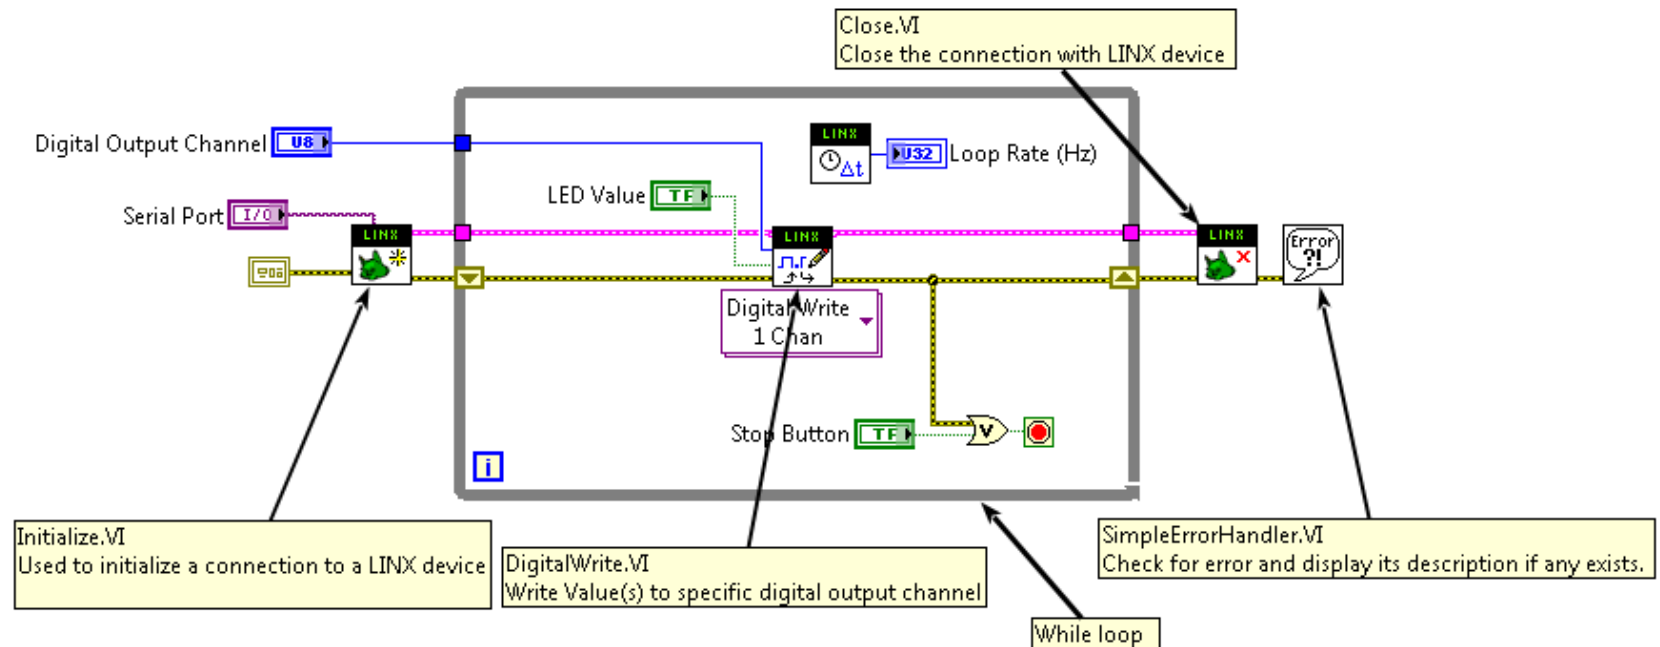 Close.VI
Close the connection with LINX device
Digital Output Channel
U8
LINX
Δt
U32
Loop Rate (Hz)
LED Value
TF
Serial Port
I/O
LINX
LINX
LINX
Error
?!
Digital Write
1 Chan
Stop Button
TF
V
i
Initialize.VI
Used to initialize a connection to a LINX device
DigitalWrite.VI
Write Value(s) to specific digital output channel
SimpleErrorHandler.VI
Check for error and display its description if any exists.
While loop